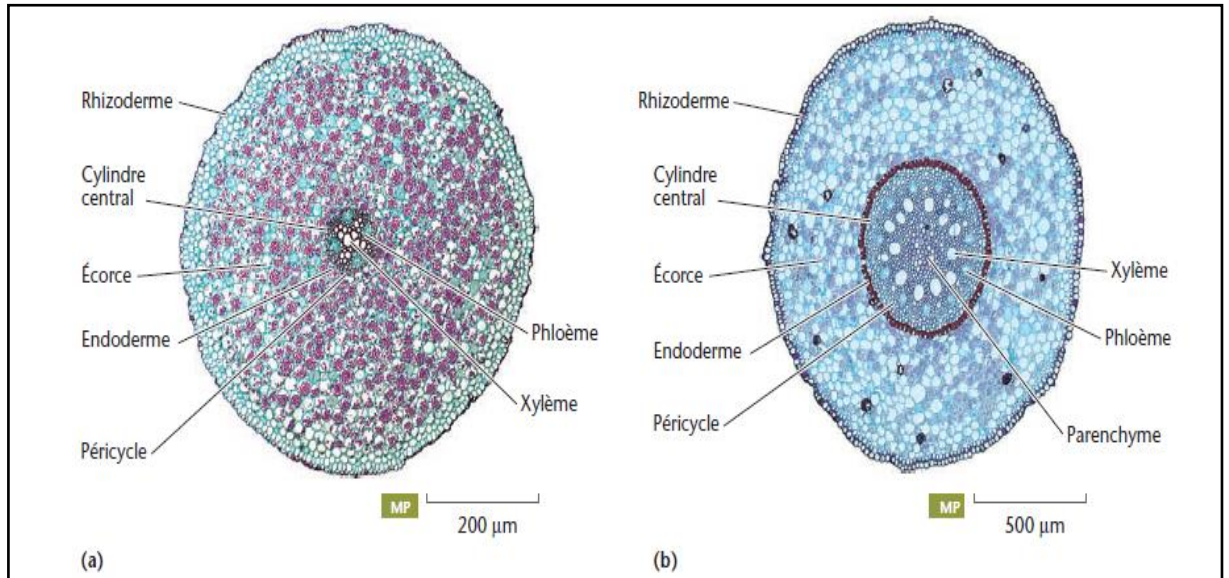 Rhizoderme
Cylindre
central
Écorce
Endoderme
Péricycle
Phloème
Xylème
MP
200 µm
(a)
Rhizoderme
Cylindre
central
Écorce
Endoderme
Péricycle
Xylème
Phloème
Parenchyme
MP
500 µm
(b)